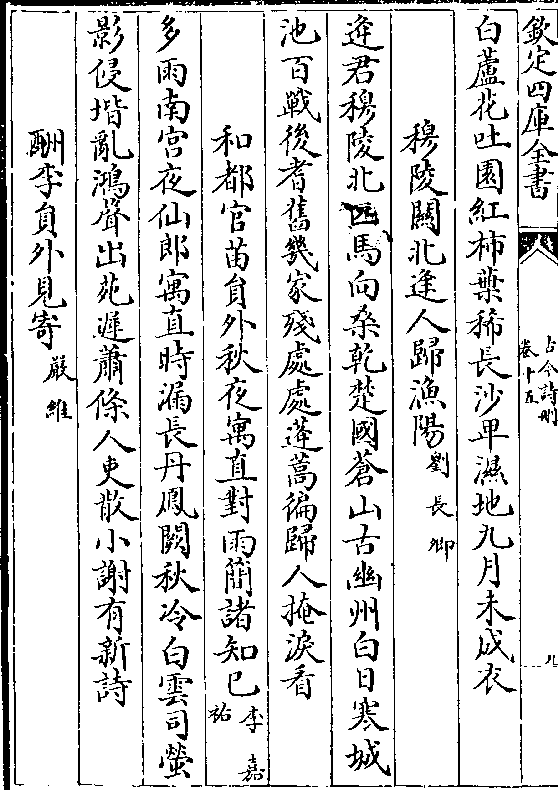 欽定四庫全書
古今詩刪
卷十五
九
白蘆花吐園紅柿葉稀長沙卑濕地九月未成衣
穆陵關北逢人歸漁陽 劉長卿
逢君穆陵北匹馬向桑乾楚國蒼山古幽州白日寒城
池百戰後耆舊幾家殘處處蓬蒿徧歸人掩淚看
和都官苗員外秋夜寓直對雨簡諸知已 李嘉祐
多雨南宮夜仙郎寓直時漏長丹鳳闕秋冷白雲司螢
影侵堦亂鴻聲出苑遲蕭條人吏散小謝有新詩
酬李員外見寄 嚴維